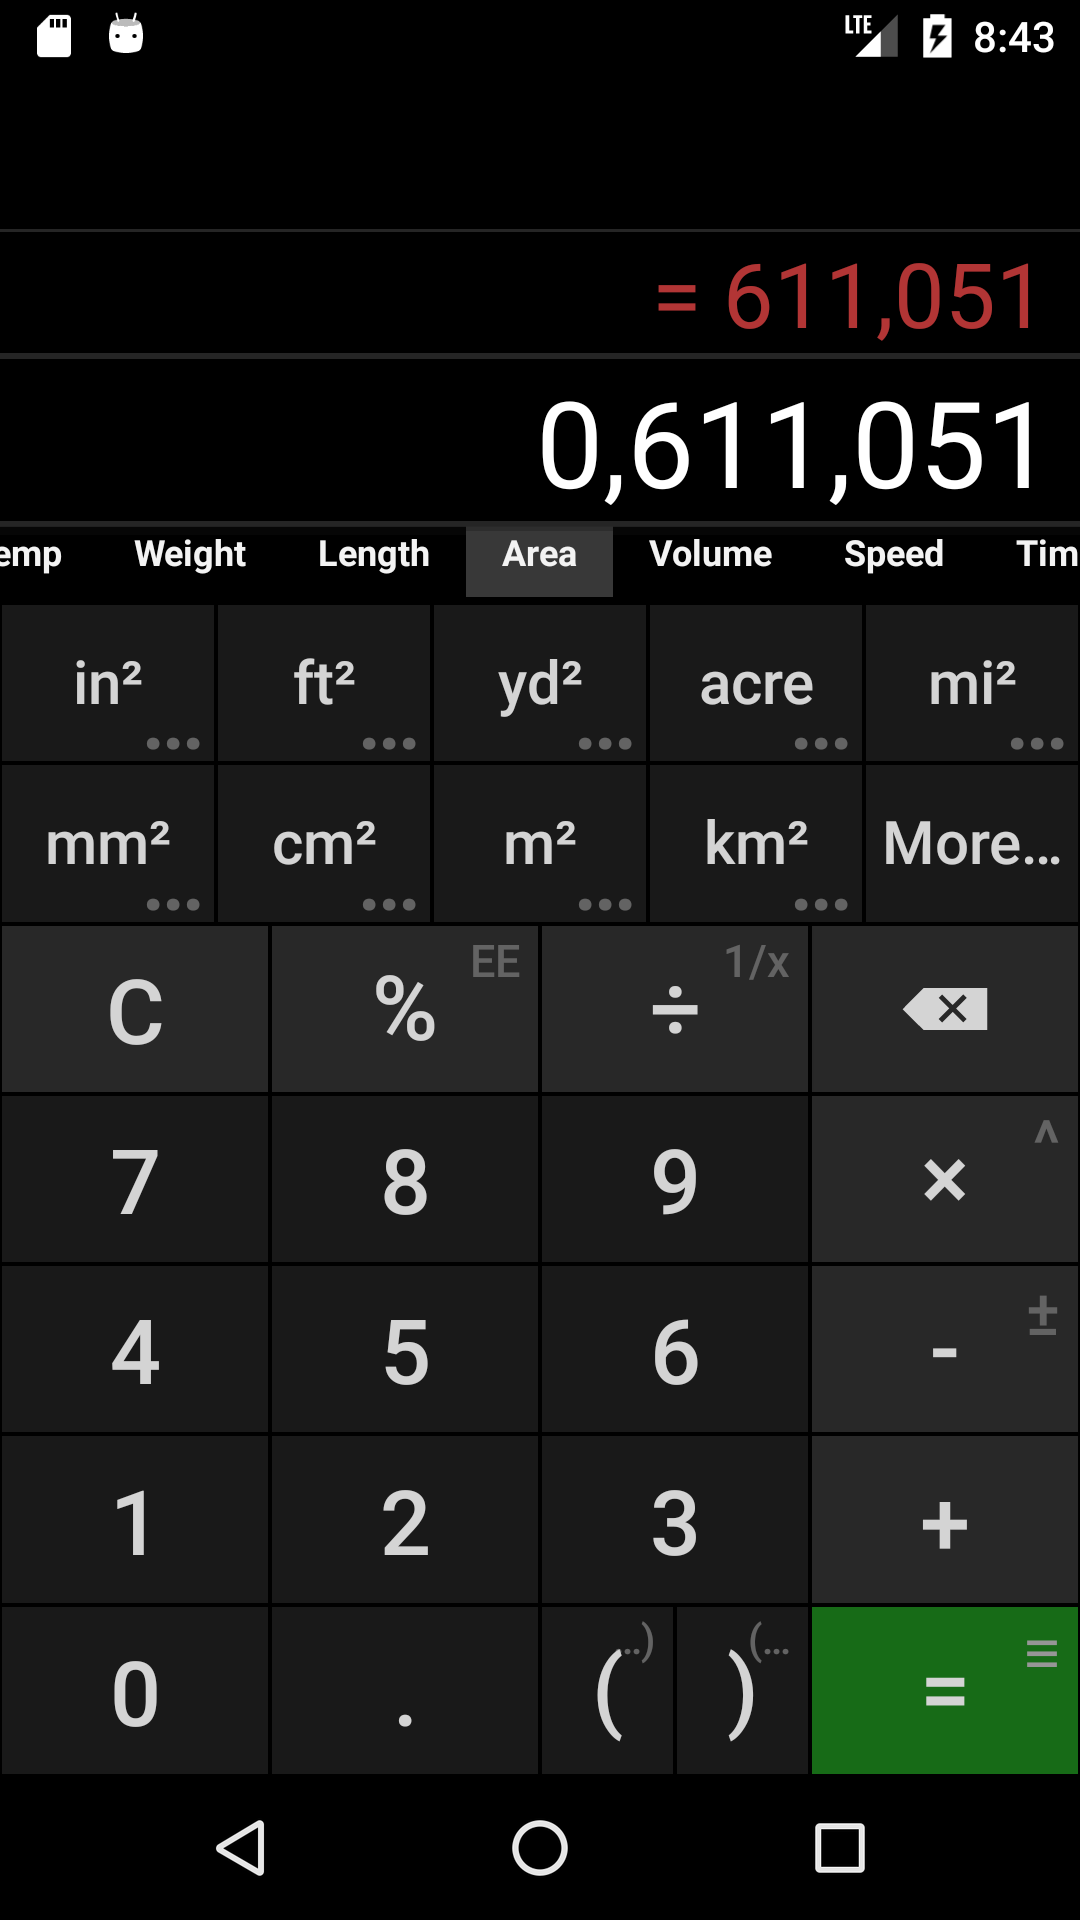 LTE 8:43
= 611,051
0,611,051
emp Weight Length Area Volume Speed Tim
in² ft² yd² acre mi²
mm² cm² m² km² More...
C % EE ÷ 1/x
7 8 9 × ^
4 5 6 - ±
1 2 3 +
0 . ( ..) ) (... =